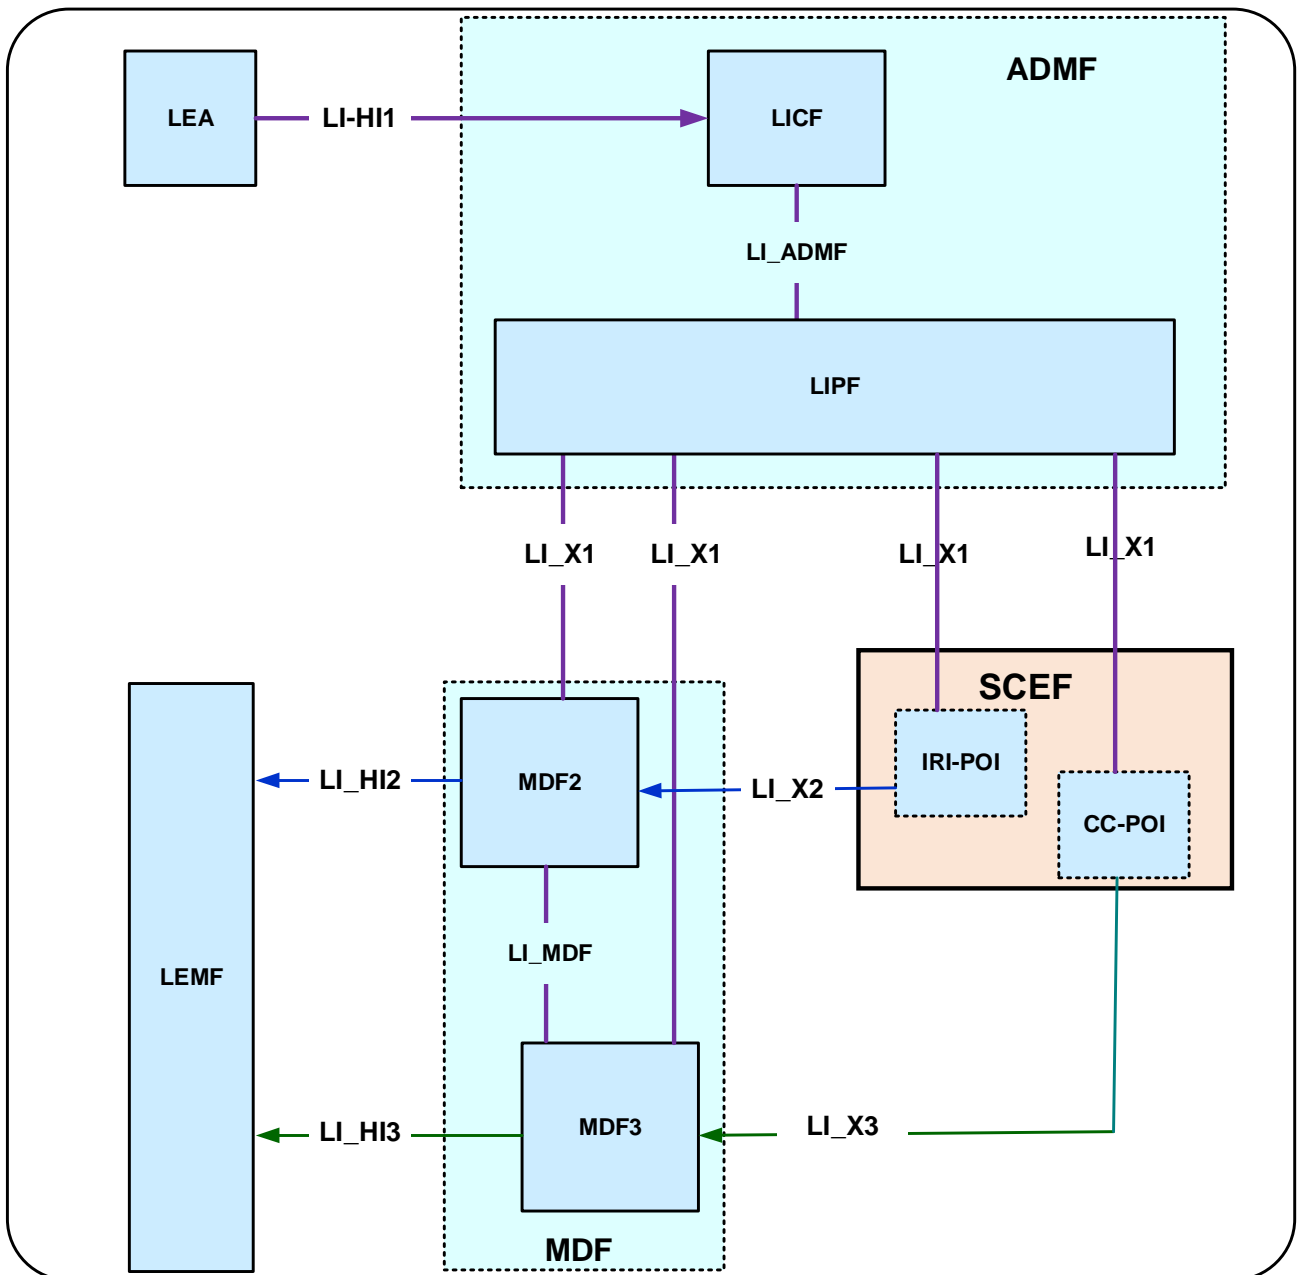 ADMF
LEA
LI-HI1
LICF
LI_ADMF
LIPF
LI_X1
LI_X1
LI_X1
LI_X1
SCEF
IRI-POI
LI_HI2
MDF2
LI_X2
CC-POI
LI_MDF
LEMF
LI_HI3
MDF3
LI_X3
MDF